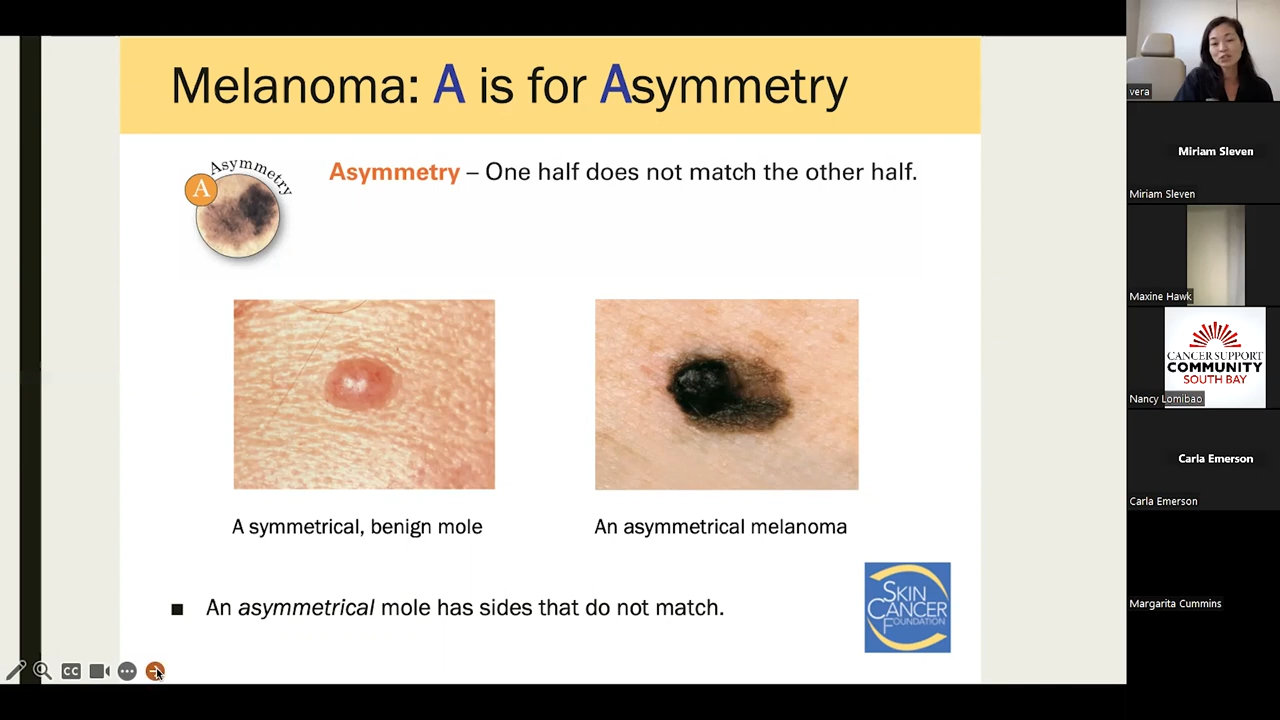 Melanoma: A is for Asymmetry
Asymmetry
A
Asymmetry – One half does not match the other half.
A symmetrical, benign mole
An asymmetrical melanoma
■ An asymmetrical mole has sides that do not match.
SKIN
CANCER
FOUNDATION
CC
vera
Miriam Sleven
Miriam Sleven
Maxine Hawk
CANCER SUPPORT
COMMUNITY
SOUTH BAY
Nancy Lomibao
Carla Emerson
Carla Emerson
Margarita Cummins